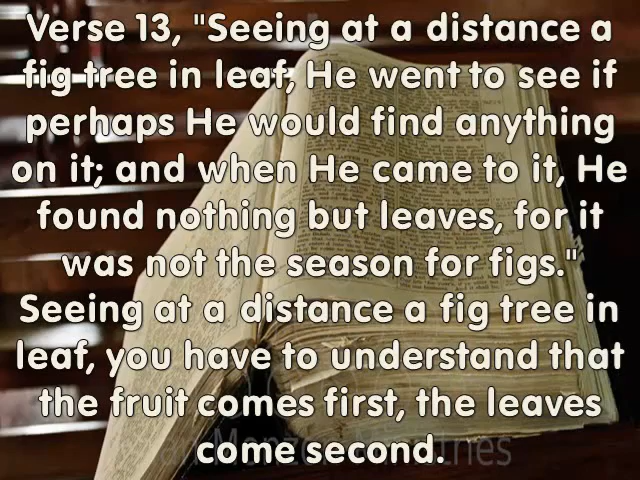 Verse 13, "Seeing at a distance a
fig tree in leaf, He went to see if
perhaps He would find anything
on it; and when He came to it, He
found nothing but leaves, for it
was not the season for figs."
Seeing at a distance a fig tree in
leaf, you have to understand that
the fruit comes first, the leaves
come second.